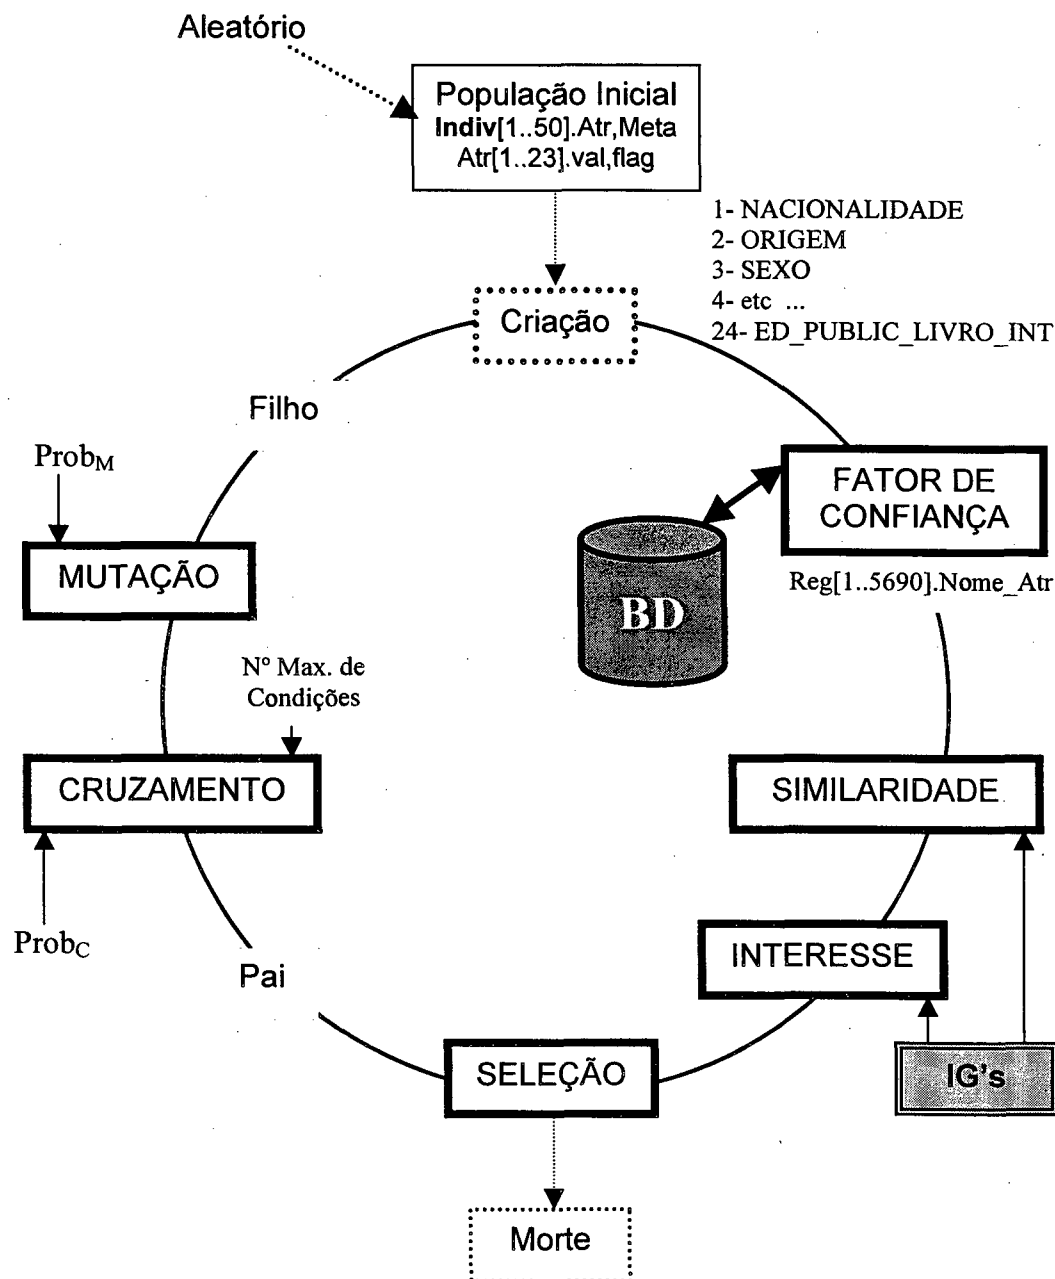 Aleatório
População Inicial
Indiv[1..50].Atr,Meta
Atr[1..23].val,flag
1- NACIONALIDADE
2- ORIGEM
3- SEXO
4- etc ...
24- ED_PUBLIC_LIVRO_INT
Criação
Filho
ProbM
FATOR DE
CONFIANÇA
Reg[1..5690].Nome_Atr
BD
MUTAÇÃO
Nº Max. de
Condições
CRUZAMENTO
SIMILARIDADE
ProbC
Pai
INTERESSE
SELEÇÃO
IG's
Morte